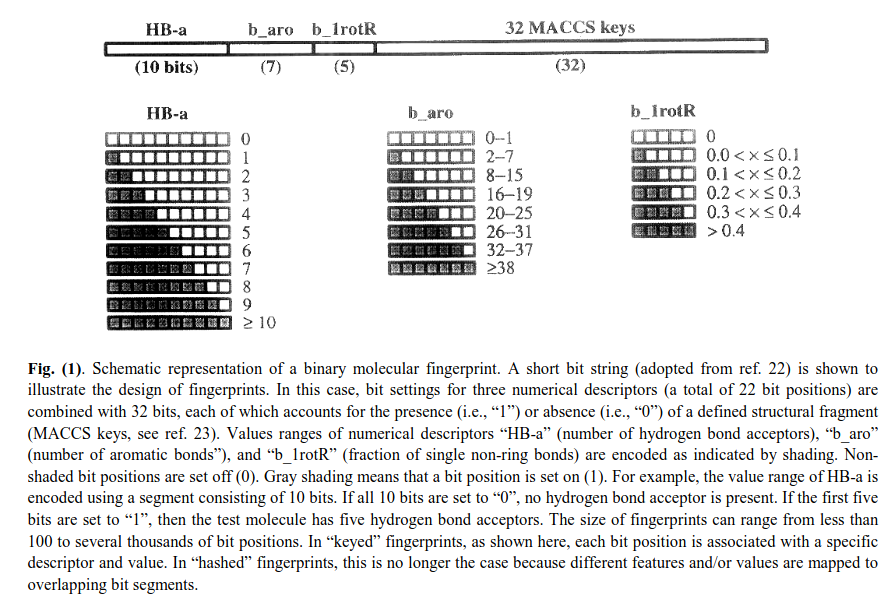 HB-a b_aro b_1rotR 32 MACCS keys
(10 bits) (7) (5) (32)
HB-a
0
1
2
3
4
5
6
7
8
9
≥ 10
b_aro
0–1
2–7
8–15
16–19
20–25
26–31
32–37
≥38
b_1rotR
0
0.0 < × ≤ 0.1
0.1 < × ≤ 0.2
0.2 < × ≤ 0.3
0.3 < × ≤ 0.4
> 0.4
Fig. (1). Schematic representation of a binary molecular fingerprint. A short bit string (adopted from ref. 22) is shown to
illustrate the design of fingerprints. In this case, bit settings for three numerical descriptors (a total of 22 bit positions) are
combined with 32 bits, each of which accounts for the presence (i.e., “1”) or absence (i.e., “0”) of a defined structural fragment
(MACCS keys, see ref. 23). Values ranges of numerical descriptors “HB-a” (number of hydrogen bond acceptors), “b_aro”
(number of aromatic bonds”), and “b_1rotR” (fraction of single non-ring bonds) are encoded as indicated by shading. Non-
shaded bit positions are set off (0). Gray shading means that a bit position is set on (1). For example, the value range of HB-a is
encoded using a segment consisting of 10 bits. If all 10 bits are set to “0”, no hydrogen bond acceptor is present. If the first five
bits are set to “1”, then the test molecule has five hydrogen bond acceptors. The size of fingerprints can range from less than
100 to several thousands of bit positions. In “keyed” fingerprints, as shown here, each bit position is associated with a specific
descriptor and value. In “hashed” fingerprints, this is no longer the case because different features and/or values are mapped to
overlapping bit segments.